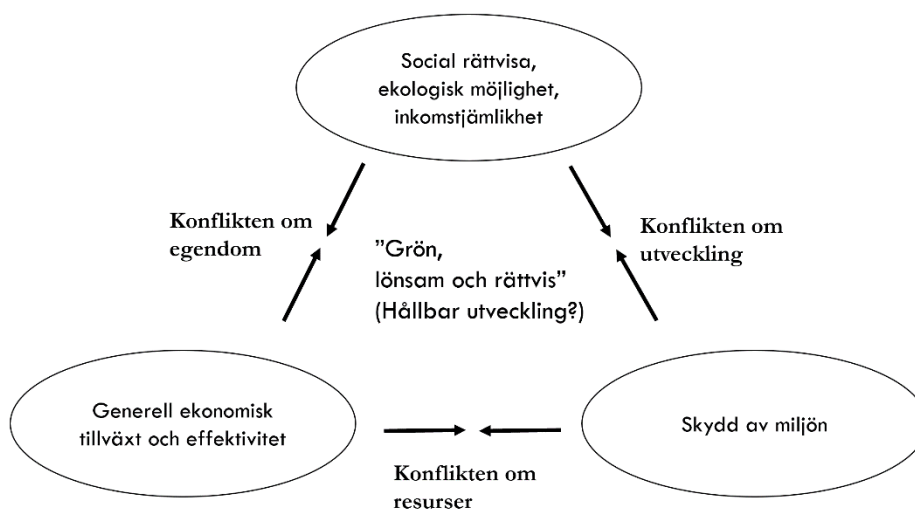 Social rättvisa,
ekologisk möjlighet,
inkomstjämlikhet
Konflikten om
egendom
Konflikten om
utveckling
”Grön,
lönsam och rättvis”
(Hållbar utveckling?)
Generell ekonomisk
tillväxt och effektivitet
Skydd av miljön
Konflikten om
resurser